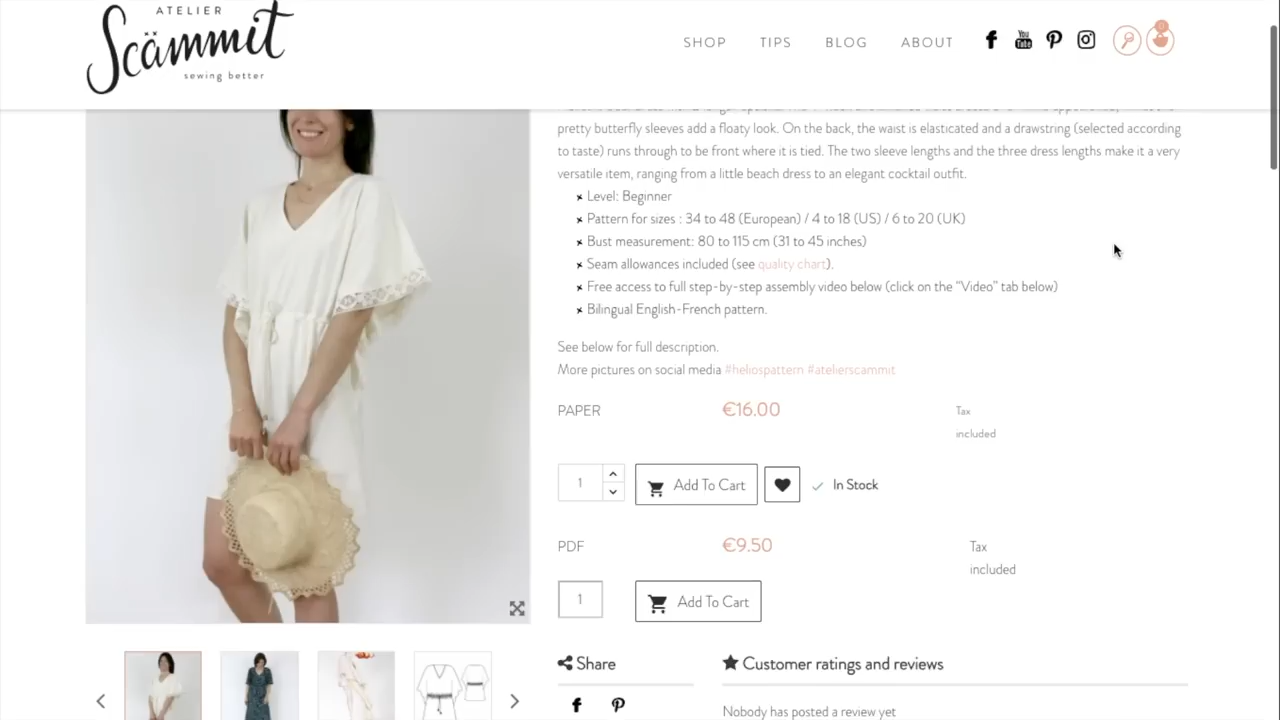 ATELIER
Scämmit
sewing better
SHOP TIPS BLOG ABOUT
You
Tube
0
pretty butterfly sleeves add a floaty look. On the back, the waist is elasticated and a drawstring (selected according
to taste) runs through to be front where it is tied. The two sleeve lengths and the three dress lengths make it a very
versatile item, ranging from a little beach dress to an elegant cocktail outfit.
Level: Beginner
Pattern for sizes : 34 to 48 (European) / 4 to 18 (US) / 6 to 20 (UK)
Bust measurement: 80 to 115 cm (31 to 45 inches)
Seam allowances included (see quality chart).
Free access to full step-by-step assembly video below (click on the “Video” tab below)
Bilingual English-French pattern.
See below for full description.
More pictures on social media #heliospattern #atelierscammit
PAPER €16.00 Tax
included
1 Add To Cart In Stock
PDF €9.50 Tax
included
1 Add To Cart
Share Customer ratings and reviews
Nobody has posted a review yet